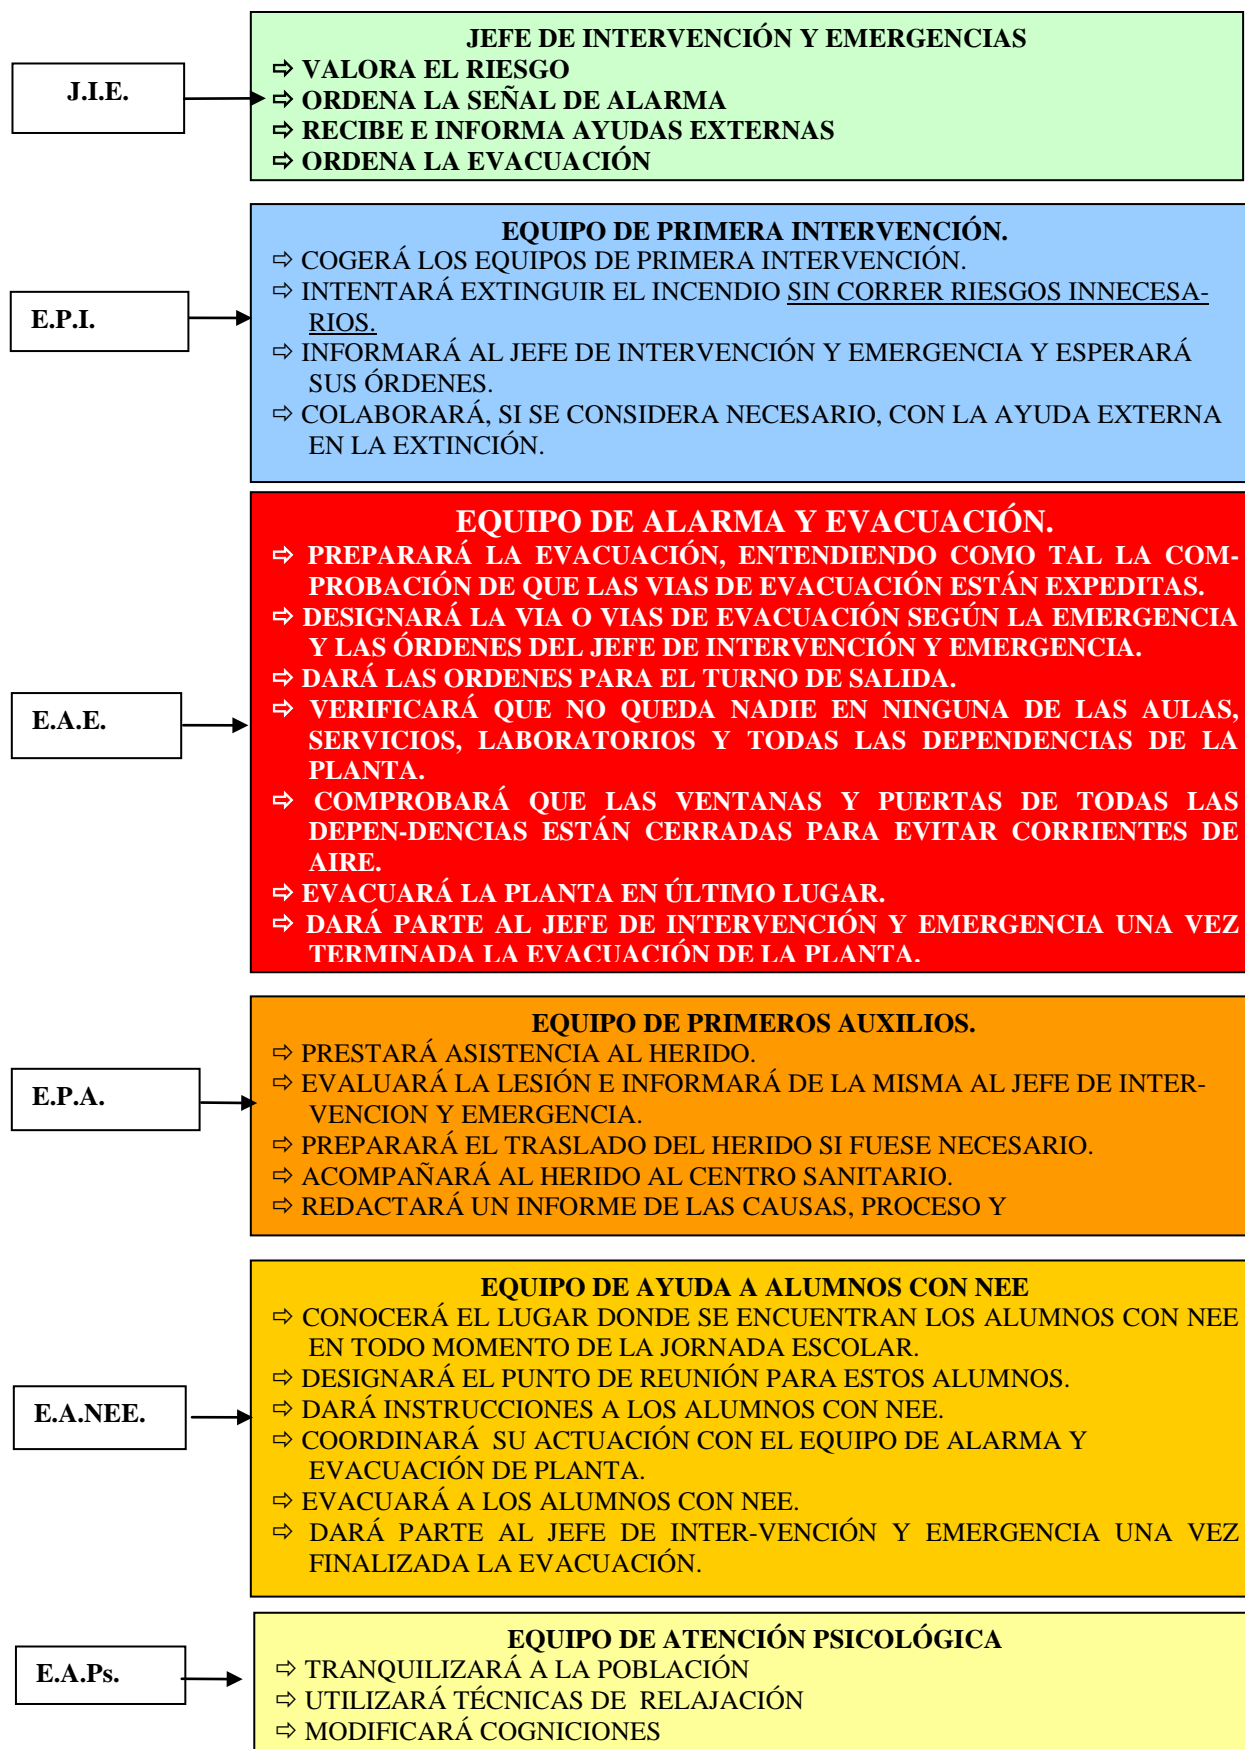 JEFE DE INTERVENCIÓN Y EMERGENCIAS
J.I.E.
⇨ VALORA EL RIESGO
⇨ ORDENA LA SEÑAL DE ALARMA
⇨ RECIBE E INFORMA AYUDAS EXTERNAS
⇨ ORDENA LA EVACUACIÓN
EQUIPO DE PRIMERA INTERVENCIÓN.
E.P.I.
⇨ COGERÁ LOS EQUIPOS DE PRIMERA INTERVENCIÓN.
⇨ INTENTARÁ EXTINGUIR EL INCENDIO SIN CORRER RIESGOS INNECESA-
RIOS.
⇨ INFORMARÁ AL JEFE DE INTERVENCIÓN Y EMERGENCIA Y ESPERARÁ
SUS ÓRDENES.
⇨ COLABORARÁ, SI SE CONSIDERA NECESARIO, CON LA AYUDA EXTERNA
EN LA EXTINCIÓN.
EQUIPO DE ALARMA Y EVACUACIÓN.
E.A.E.
⇨ PREPARARÁ LA EVACUACIÓN, ENTENDIENDO COMO TAL LA COM-
PROBACIÓN DE QUE LAS VIAS DE EVACUACIÓN ESTÁN EXPEDITAS.
⇨ DESIGNARÁ LA VIA O VIAS DE EVACUACIÓN SEGÚN LA EMERGENCIA
Y LAS ÓRDENES DEL JEFE DE INTERVENCIÓN Y EMERGENCIA.
⇨ DARÁ LAS ORDENES PARA EL TURNO DE SALIDA.
⇨ VERIFICARÁ QUE NO QUEDA NADIE EN NINGUNA DE LAS AULAS,
SERVICIOS, LABORATORIOS Y TODAS LAS DEPENDENCIAS DE LA
PLANTA.
⇨ COMPROBARÁ QUE LAS VENTANAS Y PUERTAS DE TODAS LAS
DEPEN-DENCIAS ESTÁN CERRADAS PARA EVITAR CORRIENTES DE
AIRE.
⇨ EVACUARÁ LA PLANTA EN ÚLTIMO LUGAR.
⇨ DARÁ PARTE AL JEFE DE INTERVENCIÓN Y EMERGENCIA UNA VEZ
TERMINADA LA EVACUACIÓN DE LA PLANTA.
EQUIPO DE PRIMEROS AUXILIOS.
E.P.A.
⇨ PRESTARÁ ASISTENCIA AL HERIDO.
⇨ EVALUARÁ LA LESIÓN E INFORMARÁ DE LA MISMA AL JEFE DE INTER-
VENCION Y EMERGENCIA.
⇨ PREPARARÁ EL TRASLADO DEL HERIDO SI FUESE NECESARIO.
⇨ ACOMPAÑARÁ AL HERIDO AL CENTRO SANITARIO.
⇨ REDACTARÁ UN INFORME DE LAS CAUSAS, PROCESO Y
EQUIPO DE AYUDA A ALUMNOS CON NEE
E.A.NEE.
⇨ CONOCERÁ EL LUGAR DONDE SE ENCUENTRAN LOS ALUMNOS CON NEE
EN TODO MOMENTO DE LA JORNADA ESCOLAR.
⇨ DESIGNARÁ EL PUNTO DE REUNIÓN PARA ESTOS ALUMNOS.
⇨ DARÁ INSTRUCCIONES A LOS ALUMNOS CON NEE.
⇨ COORDINARÁ SU ACTUACIÓN CON EL EQUIPO DE ALARMA Y
EVACUACIÓN DE PLANTA.
⇨ EVACUARÁ A LOS ALUMNOS CON NEE.
⇨ DARÁ PARTE AL JEFE DE INTER-VENCIÓN Y EMERGENCIA UNA VEZ
FINALIZADA LA EVACUACIÓN.
EQUIPO DE ATENCIÓN PSICOLÓGICA
E.A.Ps.
⇨ TRANQUILIZARÁ A LA POBLACIÓN
⇨ UTILIZARÁ TÉCNICAS DE RELAJACIÓN
⇨ MODIFICARÁ COGNICIONES